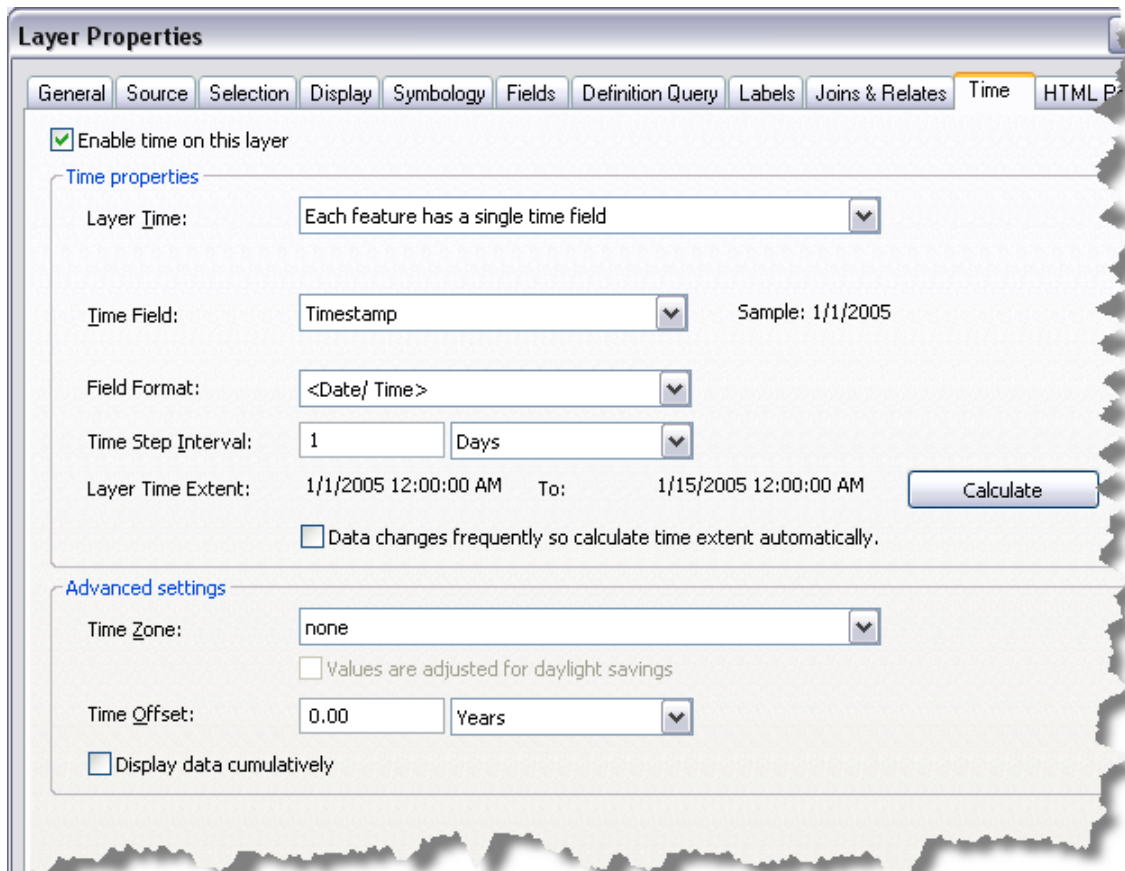 Layer Properties
General Source Selection Display Symbology Fields Definition Query Labels Joins & Relates Time HTML
Enable time on this layer
Time properties
Layer Time: Each feature has a single time field
Time Field: Timestamp Sample: 1/1/2005
Field Format: <Date/ Time>
Time Step Interval: 1 Days
Layer Time Extent: 1/1/2005 12:00:00 AM To: 1/15/2005 12:00:00 AM Calculate
Data changes frequently so calculate time extent automatically.
Advanced settings
Time Zone: none
Values are adjusted for daylight savings
Time Offset: 0.00 Years
Display data cumulatively